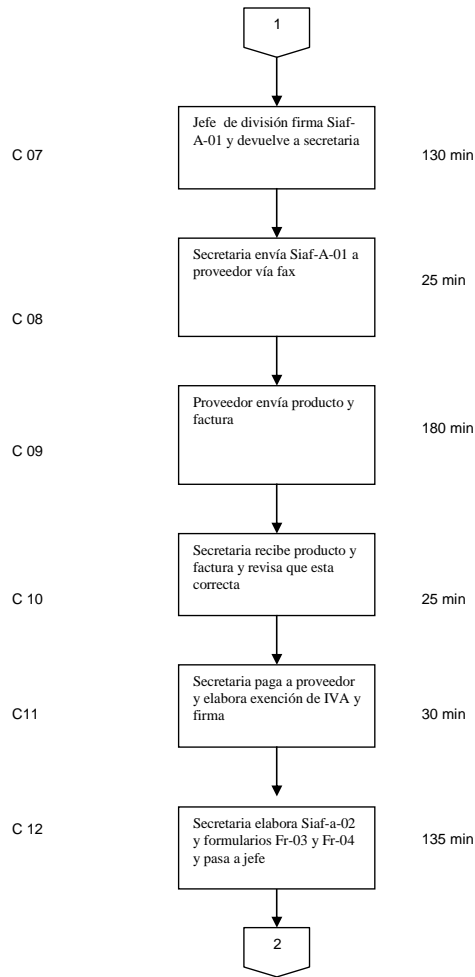 1
Jefe de división firma Siaf-
A-01 y devuelve a secretaria
C 07
130 min
Secretaria envía Siaf-A-01 a
proveedor vía fax
25 min
C 08
Proveedor envía producto y
factura
180 min
C 09
Secretaria recibe producto y
factura y revisa que esta
correcta
C 10
25 min
Secretaria paga a proveedor
y elabora exención de IVA y
firma
C11
30 min
Secretaria elabora Siaf-a-02
y formularios Fr-03 y Fr-04
y pasa a jefe
C 12
135 min
2